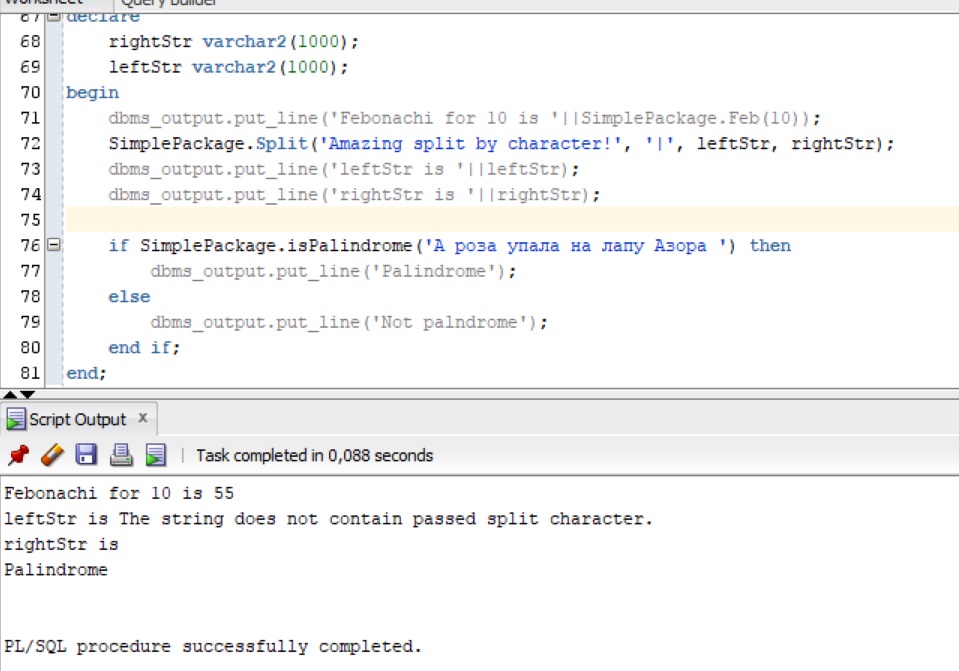 Worksheet Query Builder
67 declare
68 rightStr varchar2(1000);
69 leftStr varchar2(1000);
70 begin
71 dbms_output.put_line('Febonachi for 10 is '||SimplePackage.Feb(10));
72 SimplePackage.Split('Amazing split by character!', '|', leftStr, rightStr);
73 dbms_output.put_line('leftStr is '||leftStr);
74 dbms_output.put_line('rightStr is '||rightStr);
75
76 if SimplePackage.isPalindrome('А роза упала на лапу Азора ') then
77 dbms_output.put_line('Palindrome');
78 else
79 dbms_output.put_line('Not palndrome');
80 end if;
81 end;
Script Output x
Task completed in 0,088 seconds
Febonachi for 10 is 55
leftStr is The string does not contain passed split character.
rightStr is
Palindrome
PL/SQL procedure successfully completed.